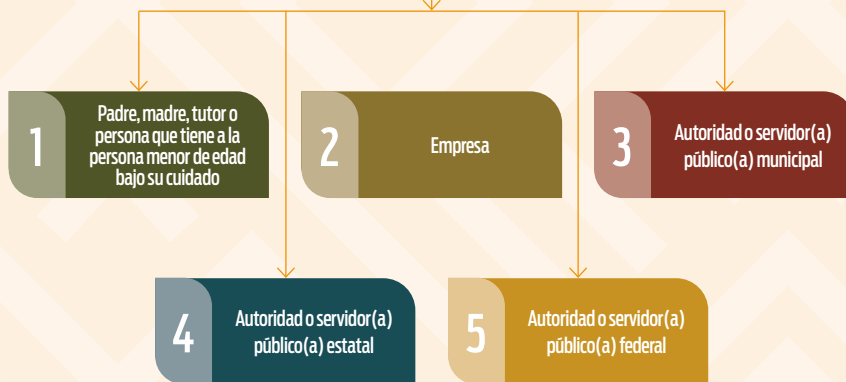 1
Padre, madre, tutor o
persona que tiene a la
persona menor de edad
bajo su cuidado
2
Empresa
3
Autoridad o servidor(a)
público(a) municipal
4
Autoridad o servidor(a)
público(a) estatal
5
Autoridad o servidor(a)
público(a) federal